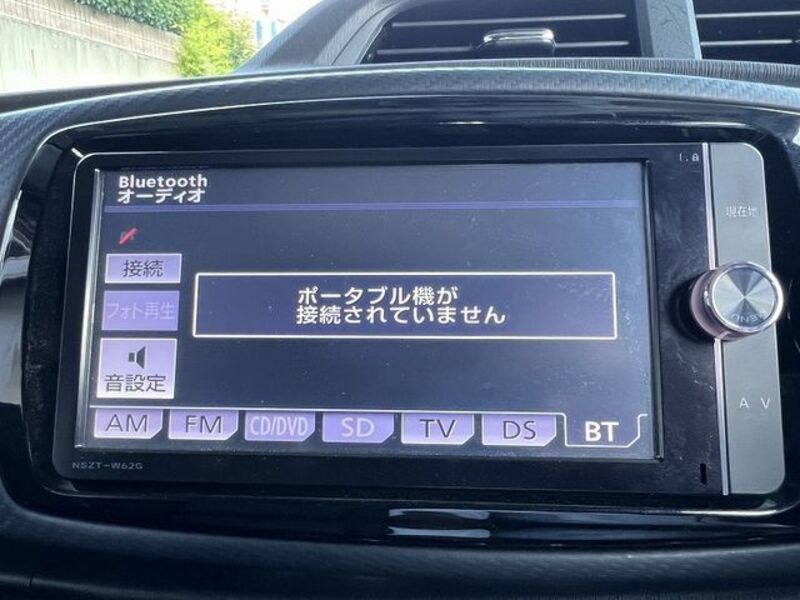 Bluetooth
オーディオ
現在地
接続
ポータブル機が
接続されていません
フォト再生
MENU
音設定
AV
AM FM CD/DVD SD TV DS BT
NSZT-W62G